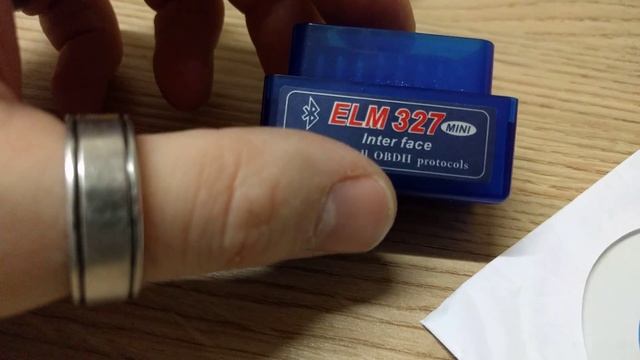 ELM 327 MINI
Inter face
OBDII protocols